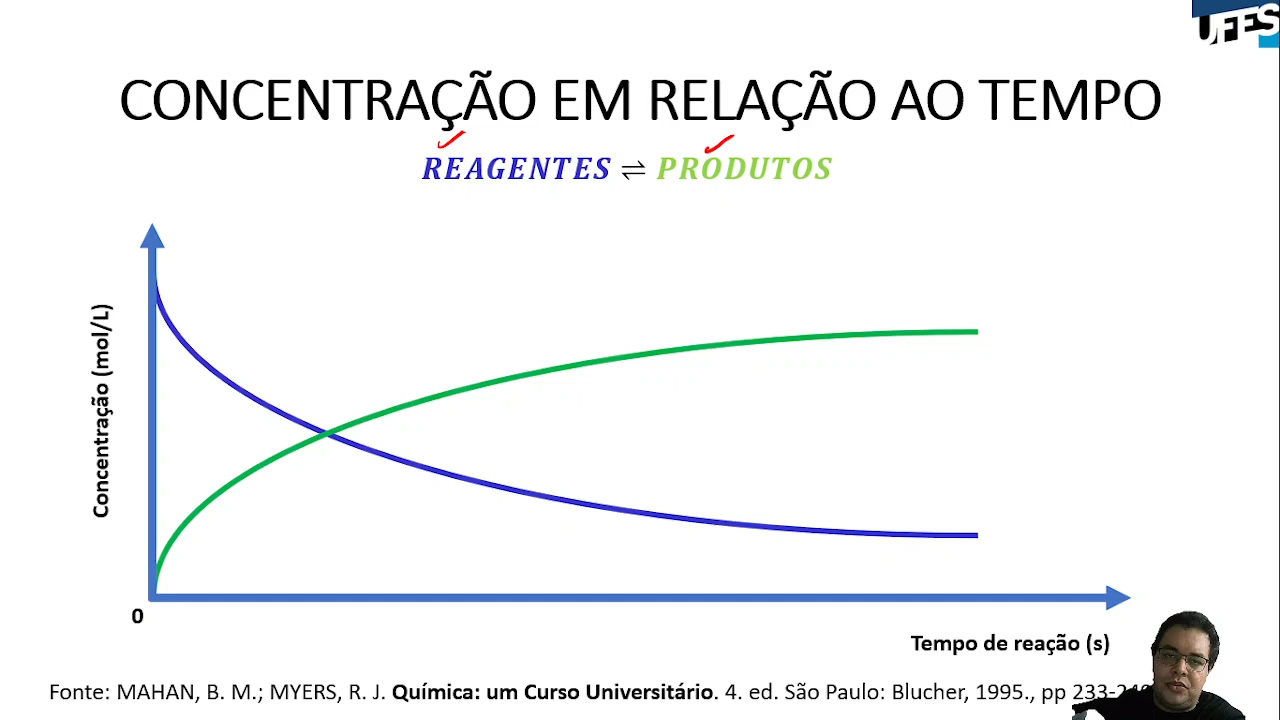 UFES
CONCENTRAÇÃO EM RELAÇÃO AO TEMPO
REAGENTES ⇌ PRODUTOS
Concentração (mol/L)
0
Tempo de reação (s)
Fonte: MAHAN, B. M.; MYERS, R. J. Química: um Curso Universitário. 4. ed. São Paulo: Blucher, 1995., pp